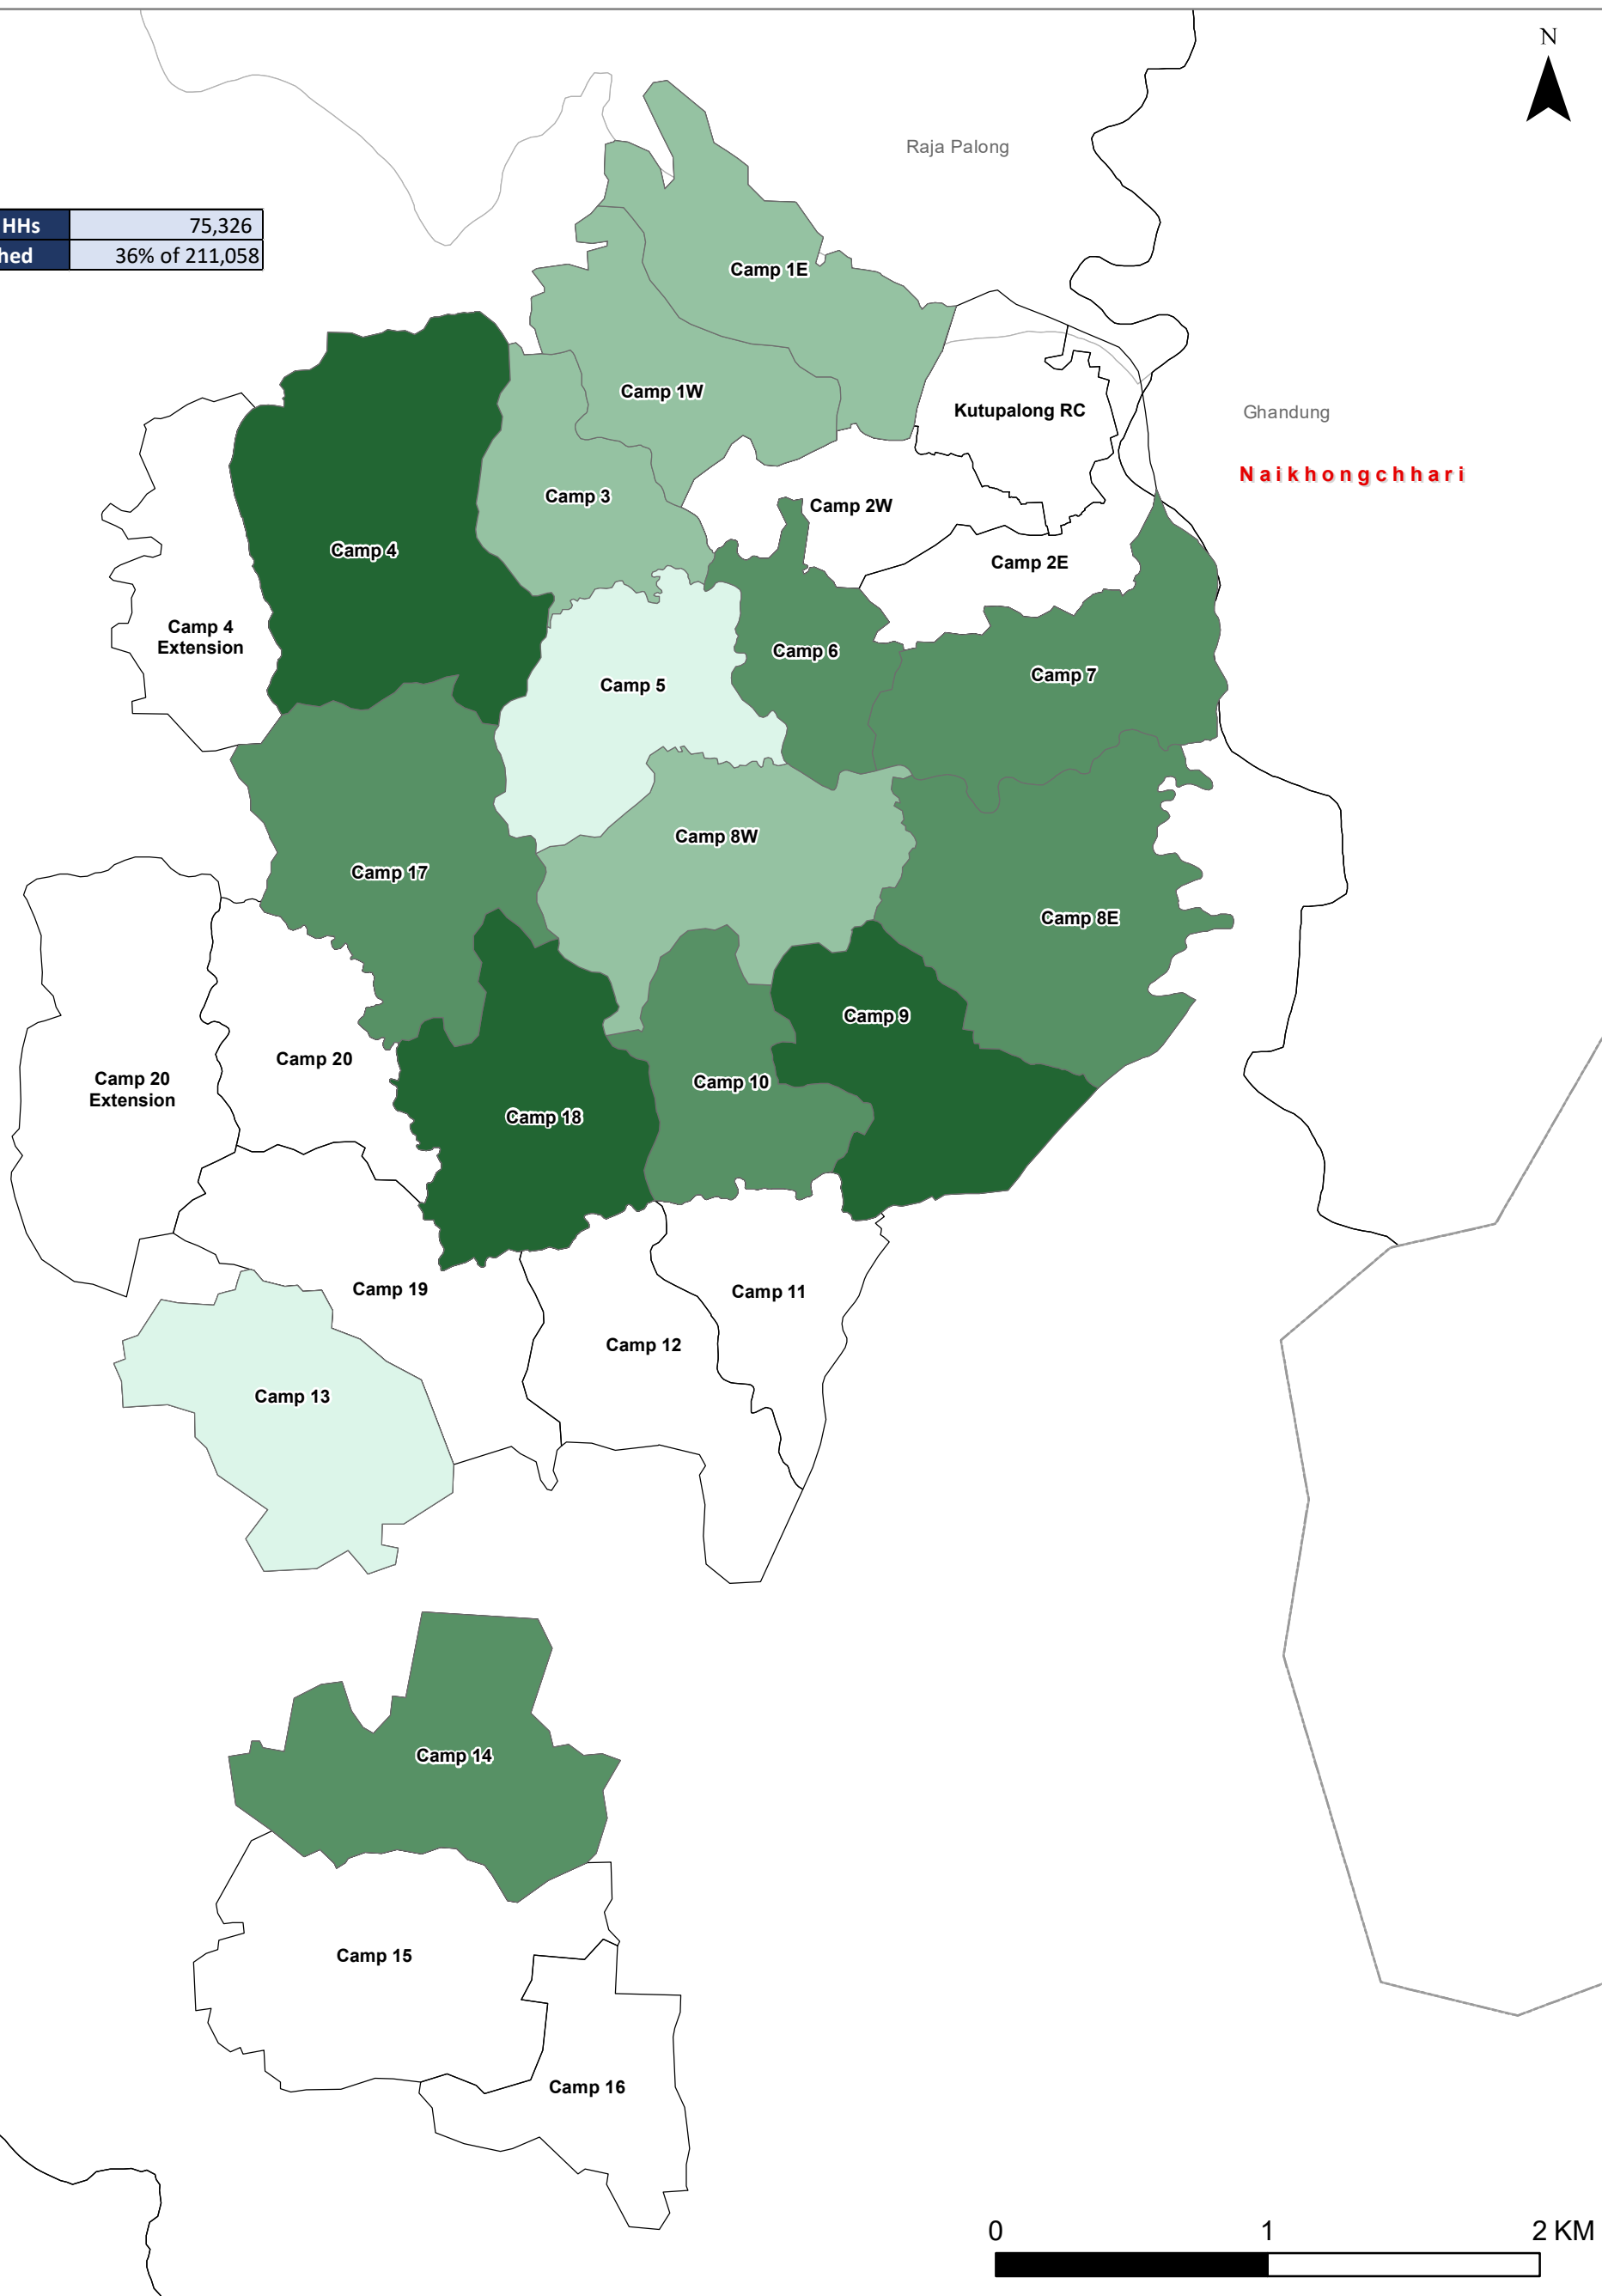 N
Raja Palong
HHs 75,326
hed 36% of 211,058
Camp 1E
Camp 1W
Kutupalong RC
Ghandung
Naikhongchhari
Camp 3
Camp 2W
Camp 4
Camp 2E
Camp 4
Extension
Camp 6
Camp 7
Camp 5
Camp 8W
Camp 17
Camp 8E
Camp 9
Camp 20
Camp 20
Extension
Camp 10
Camp 18
Camp 19
Camp 11
Camp 12
Camp 13
Camp 14
Camp 15
Camp 16
0 1 2 KM